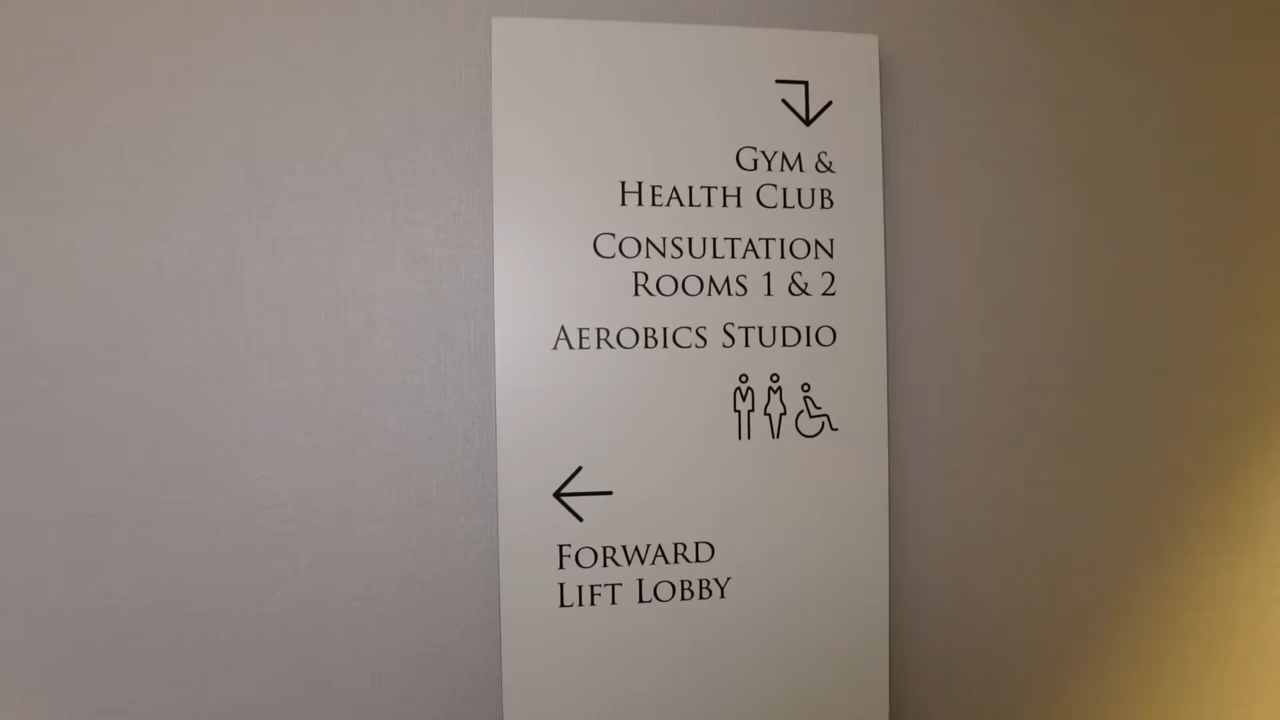 GYM &
HEALTH CLUB
CONSULTATION
ROOMS 1 & 2
AEROBICS STUDIO
FORWARD
LIFT LOBBY